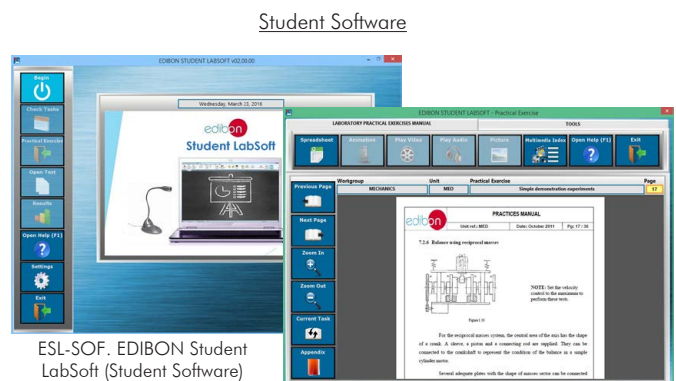 Student Software
EDIBON STUDENT LABSOFT v02.00.00
Begin
Check Tasks
Practical Exercise
Open Test
Results
Open Help (F1)
Settings
Exit
Wednesday, March 23, 2016
edibon
Student LabSoft
EDIBON STUDENT LABSOFT - Practical Exercise
LABORATORY PRACTICAL EXERCISES MANUAL TOOLS
Spreadsheet Animation Play Video Play Audio Picture Multimedia Index Open Help (F1) Exit
Workgroup Unit Practical Exercise Page
MECHANICS MED Simple demonstration experiments 17
Previous Page
Next Page
Zoom In
Zoom Out
Current Task
Appendix
edibon
PRACTICES MANUAL
Unit ref.: MED Date: October 2011 Pg: 17 / 36
7.2.6 Balance using reciprocal masses
NOTE: Set the velocity
control to the maximum to
perform these tests.
For the reciprocal masses system, the central area of the axis has the shape
of a crank. A sleeve, a piston and a connecting rod are supplied. They can be
connected to the crankshaft to represent the condition of the balance in a simple
cylinder motor.
Several adequate plates with the shape of masses sector can be connected
ESL-SOF. EDIBON Student
LabSoft (Student Software)